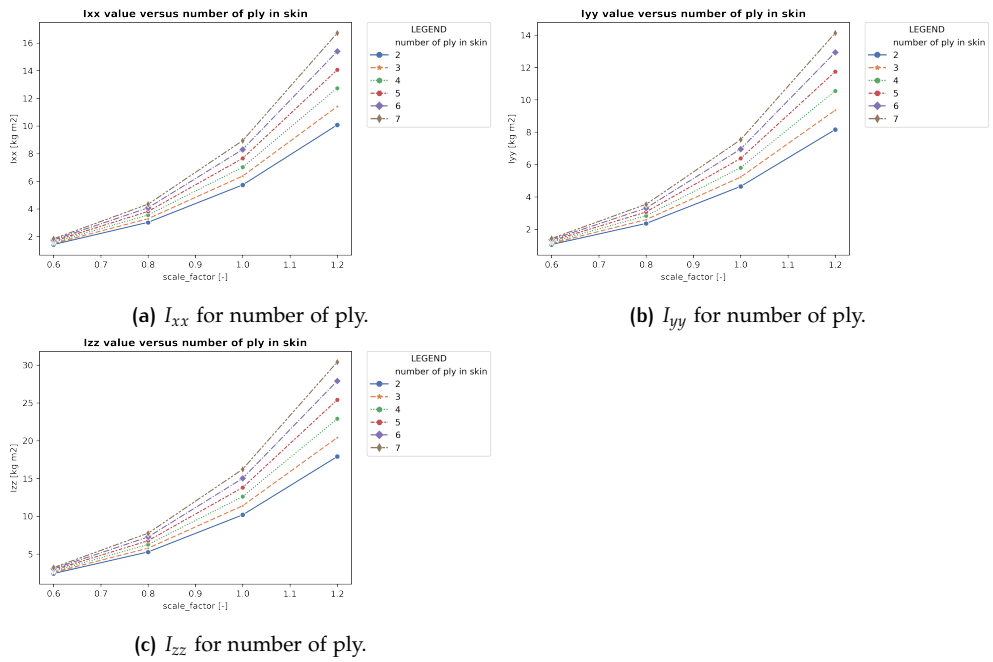 Ixx value versus number of ply in skin
16
14
12
10
8
6
4
2
Ixx [kg m2]
0.6 0.7 0.8 0.9 1.0 1.1 1.2
scale_factor [-]
LEGEND
number of ply in skin
2
3
4
5
6
7
(a) Ixx for number of ply.
Iyy value versus number of ply in skin
14
12
10
8
6
4
2
Iyy [kg m2]
0.6 0.7 0.8 0.9 1.0 1.1 1.2
scale_factor [-]
LEGEND
number of ply in skin
2
3
4
5
6
7
(b) Iyy for number of ply.
Izz value versus number of ply in skin
30
25
20
15
10
5
Izz [kg m2]
0.6 0.7 0.8 0.9 1.0 1.1 1.2
scale_factor [-]
LEGEND
number of ply in skin
2
3
4
5
6
7
(c) Izz for number of ply.